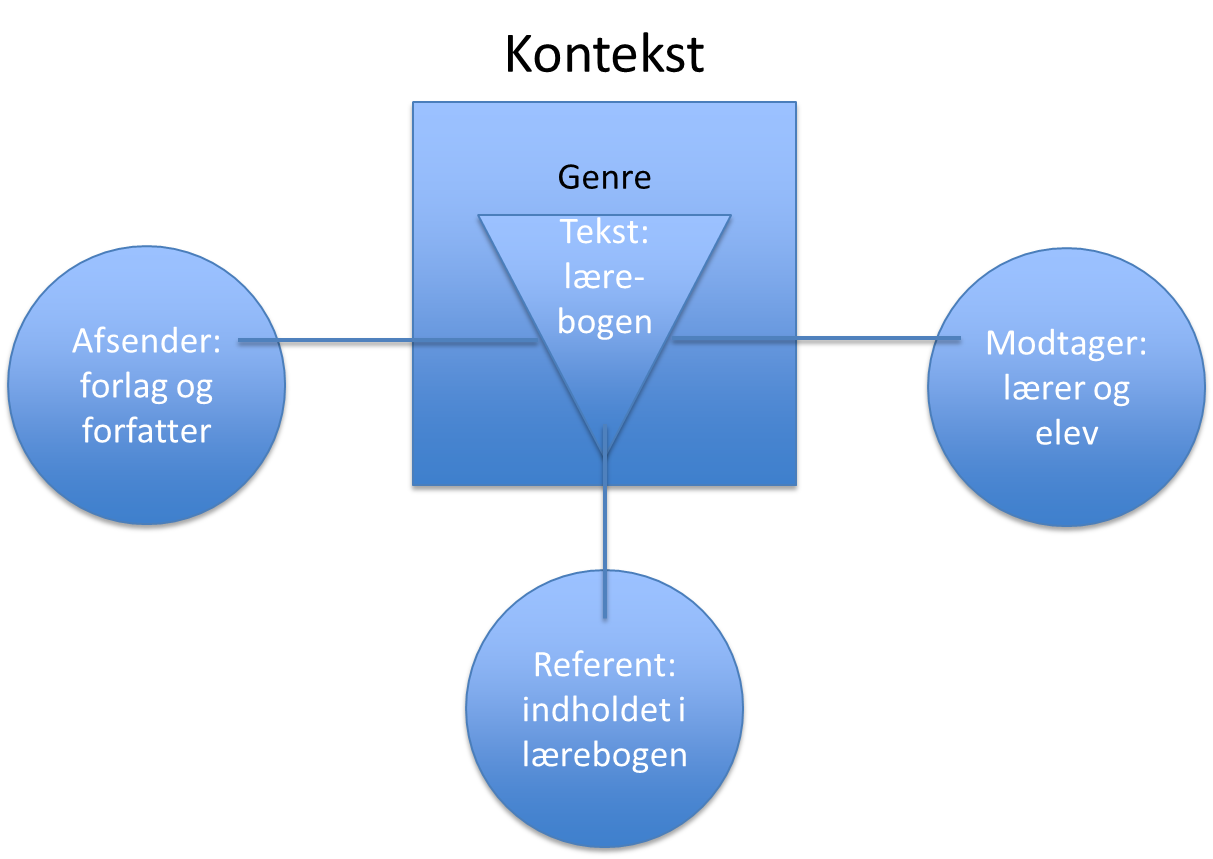 Kontekst
Genre
Tekst:
lære-
bogen
Afsender:
forlag og
forfatter
Modtager:
lærer og
elev
Referent:
indholdet i
lærebogen